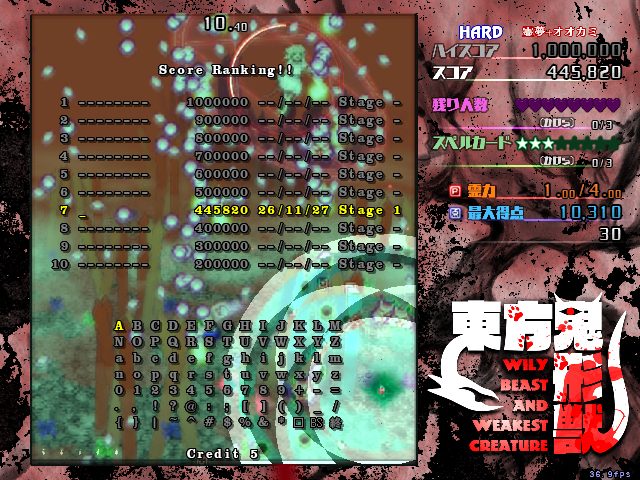 10.40
Score Ranking!!
1 -------- 1000000 --/--/-- Stage -
2 -------- 900000 --/--/-- Stage -
3 -------- 800000 --/--/-- Stage -
4 -------- 700000 --/--/-- Stage -
5 -------- 600000 --/--/-- Stage -
6 -------- 500000 --/--/-- Stage -
7 _ 445820 26/11/27 Stage 1
8 -------- 400000 --/--/-- Stage -
9 -------- 300000 --/--/-- Stage -
10 -------- 200000 --/--/-- Stage -
A B C D E F G H I J K L M
N O P Q R S T U V W X Y Z
a b c d e f g h i j k l m
n o p q r s t u v w x y z
0 1 2 3 4 5 6 7 8 9 + - =
. , ! ? @ : ; [ ] ( ) _ /
{ } | ~ ^ # $ % & * □ BS 終
Credit 5
HARD 霊夢+オオカミ
ハイスコア 1,000,000
スコア 445,820
残り人数
(かけら) 0/3
スペルカード ★★★★★★★★
(かけら) 0/3
P 霊力 1.00/4.00
最大得点 10,310
30
東方鬼形獣
WILY
BEAST
AND
WEAKEST
CREATURE
36.9fps